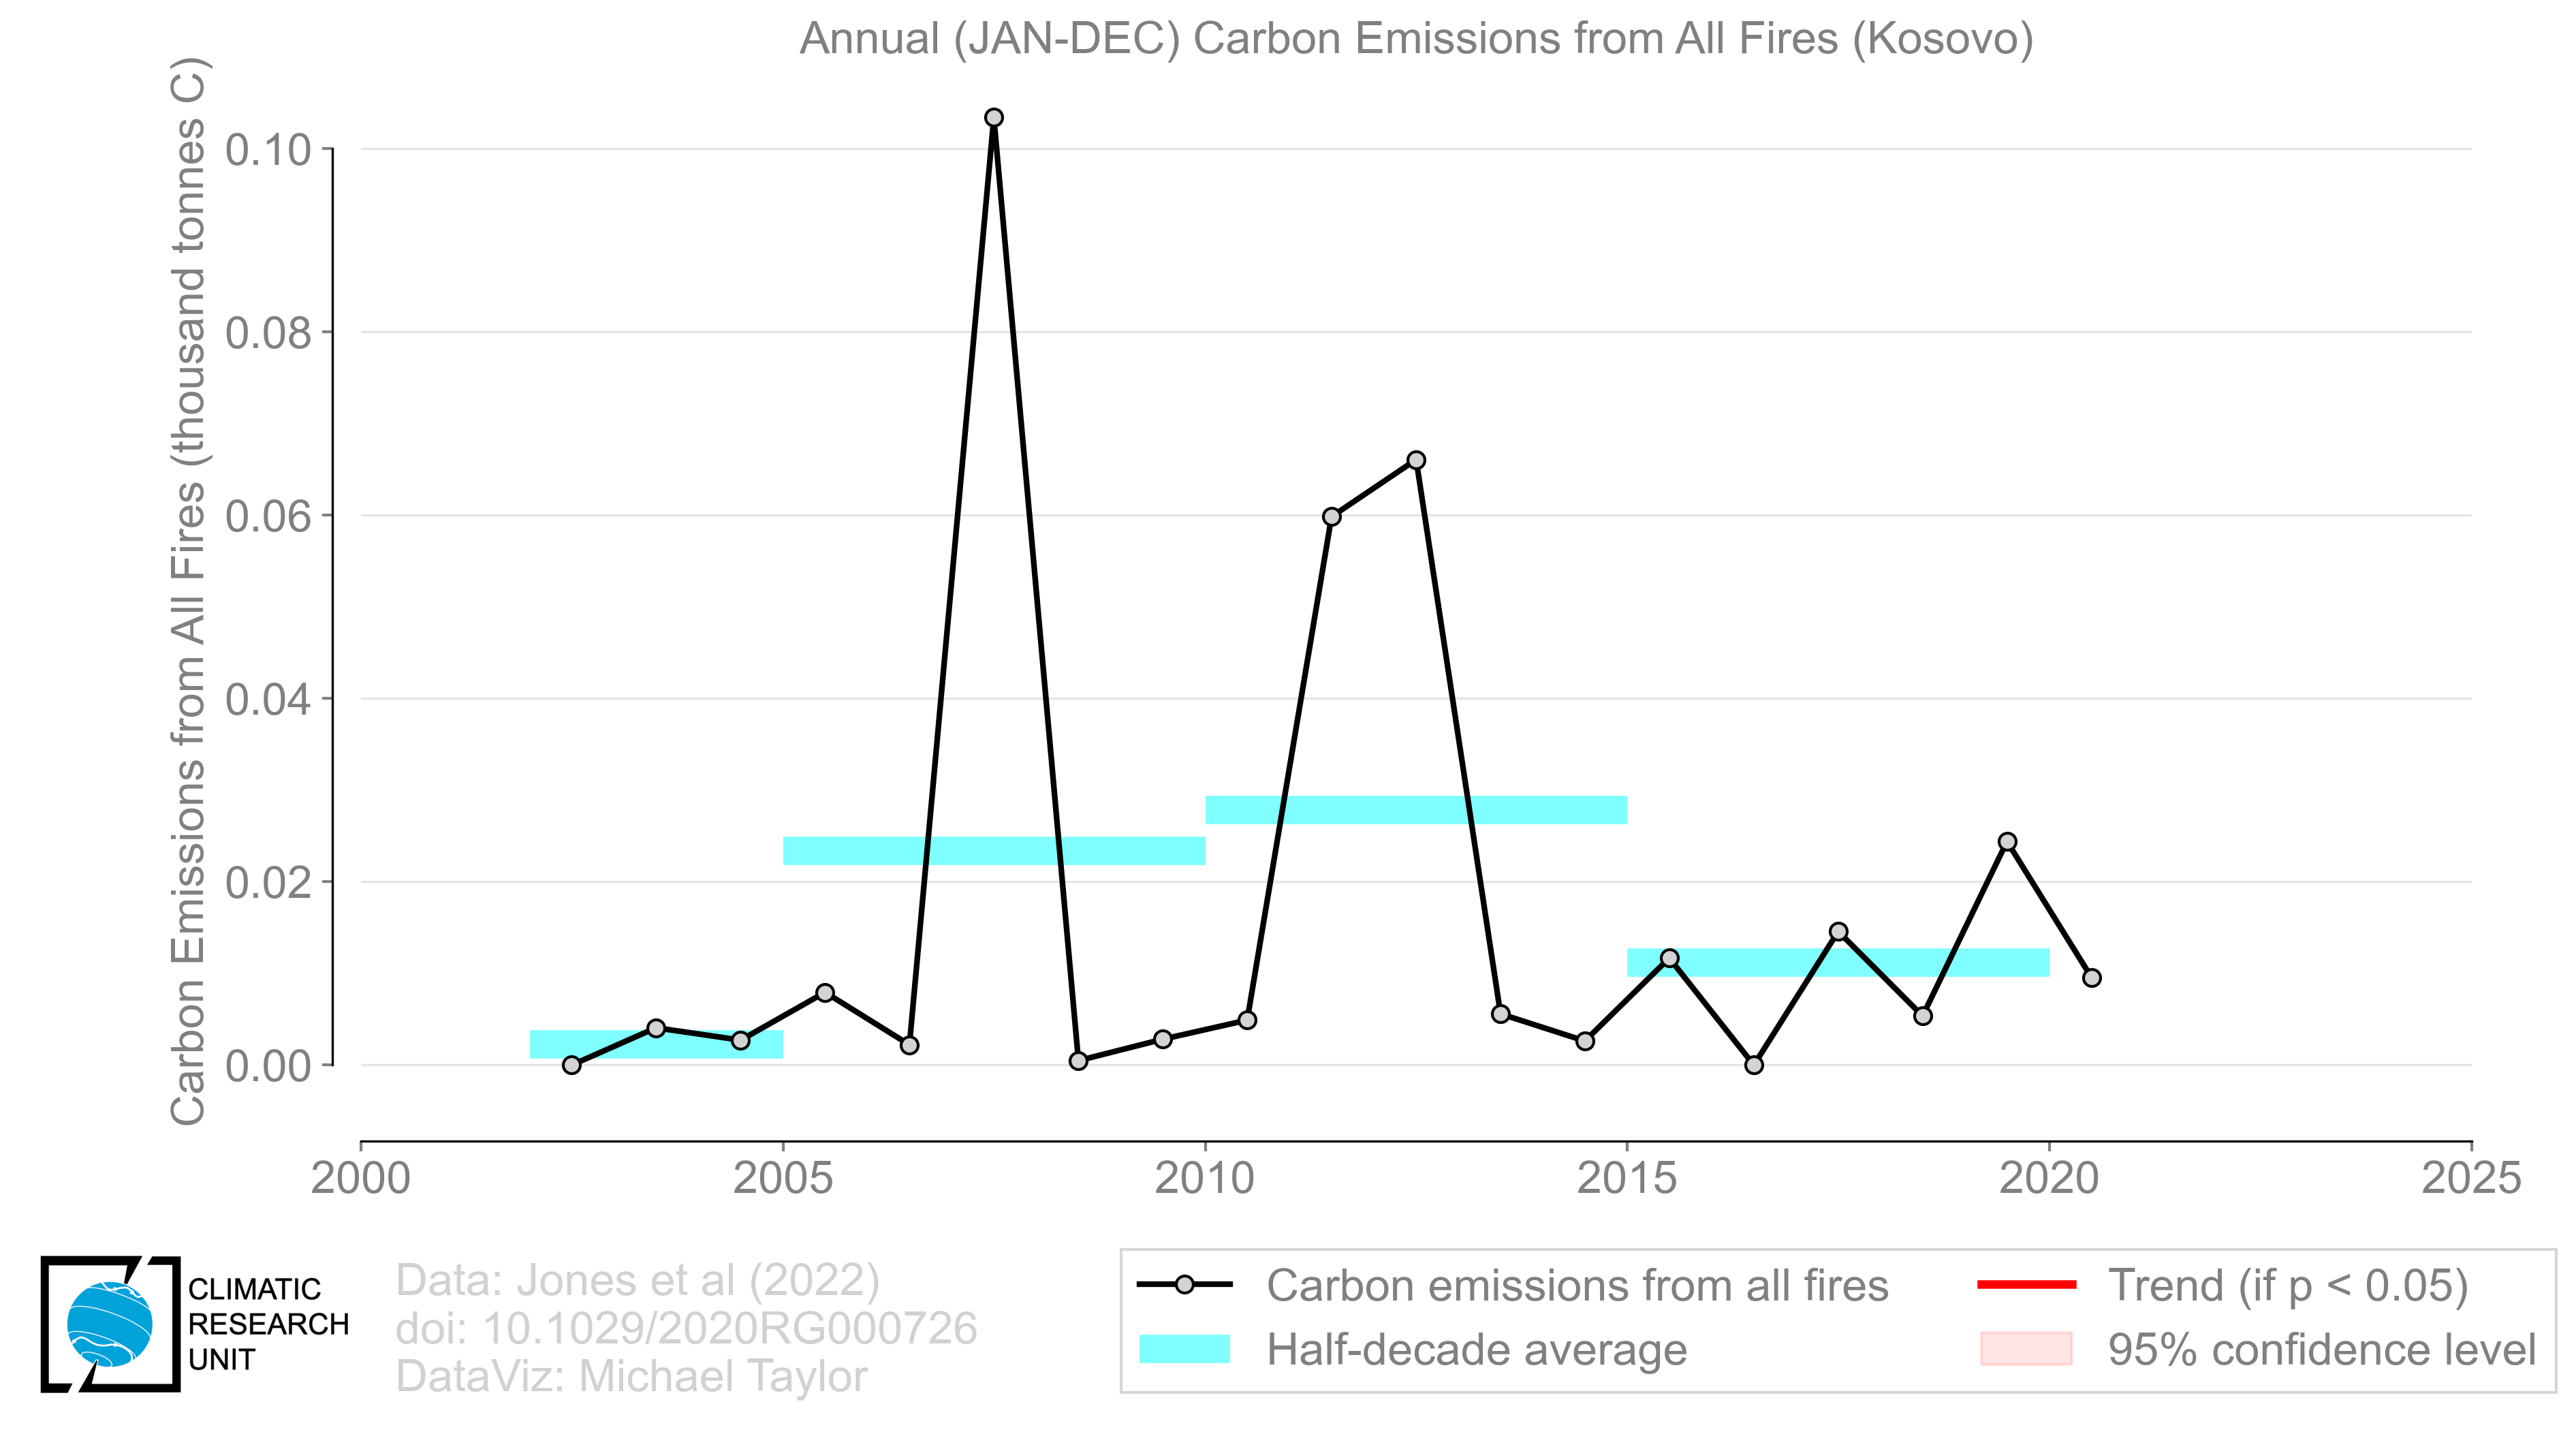 Annual (JAN-DEC) Carbon Emissions from All Fires (Kosovo)
Carbon Emissions from All Fires (thousand tonnes C)
0.10
0.08
0.06
0.04
0.02
0.00
2000
2005
2010
2015
2020
2025
CLIMATIC
RESEARCH
UNIT
Data: Jones et al (2022)
doi: 10.1029/2020RG000726
DataViz: Michael Taylor
Carbon emissions from all fires
Half-decade average
Trend (if p < 0.05)
95% confidence level